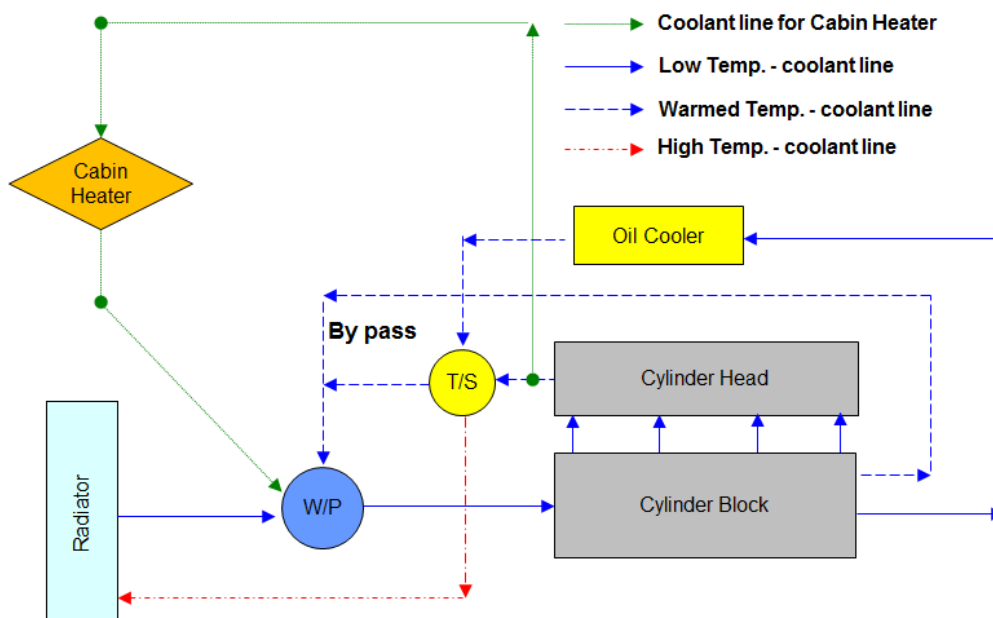 Coolant line for Cabin Heater
Low Temp. - coolant line
Warmed Temp. - coolant line
High Temp. - coolant line
Cabin
Heater
Oil Cooler
By pass
T/S
Cylinder Head
Radiator
W/P
Cylinder Block